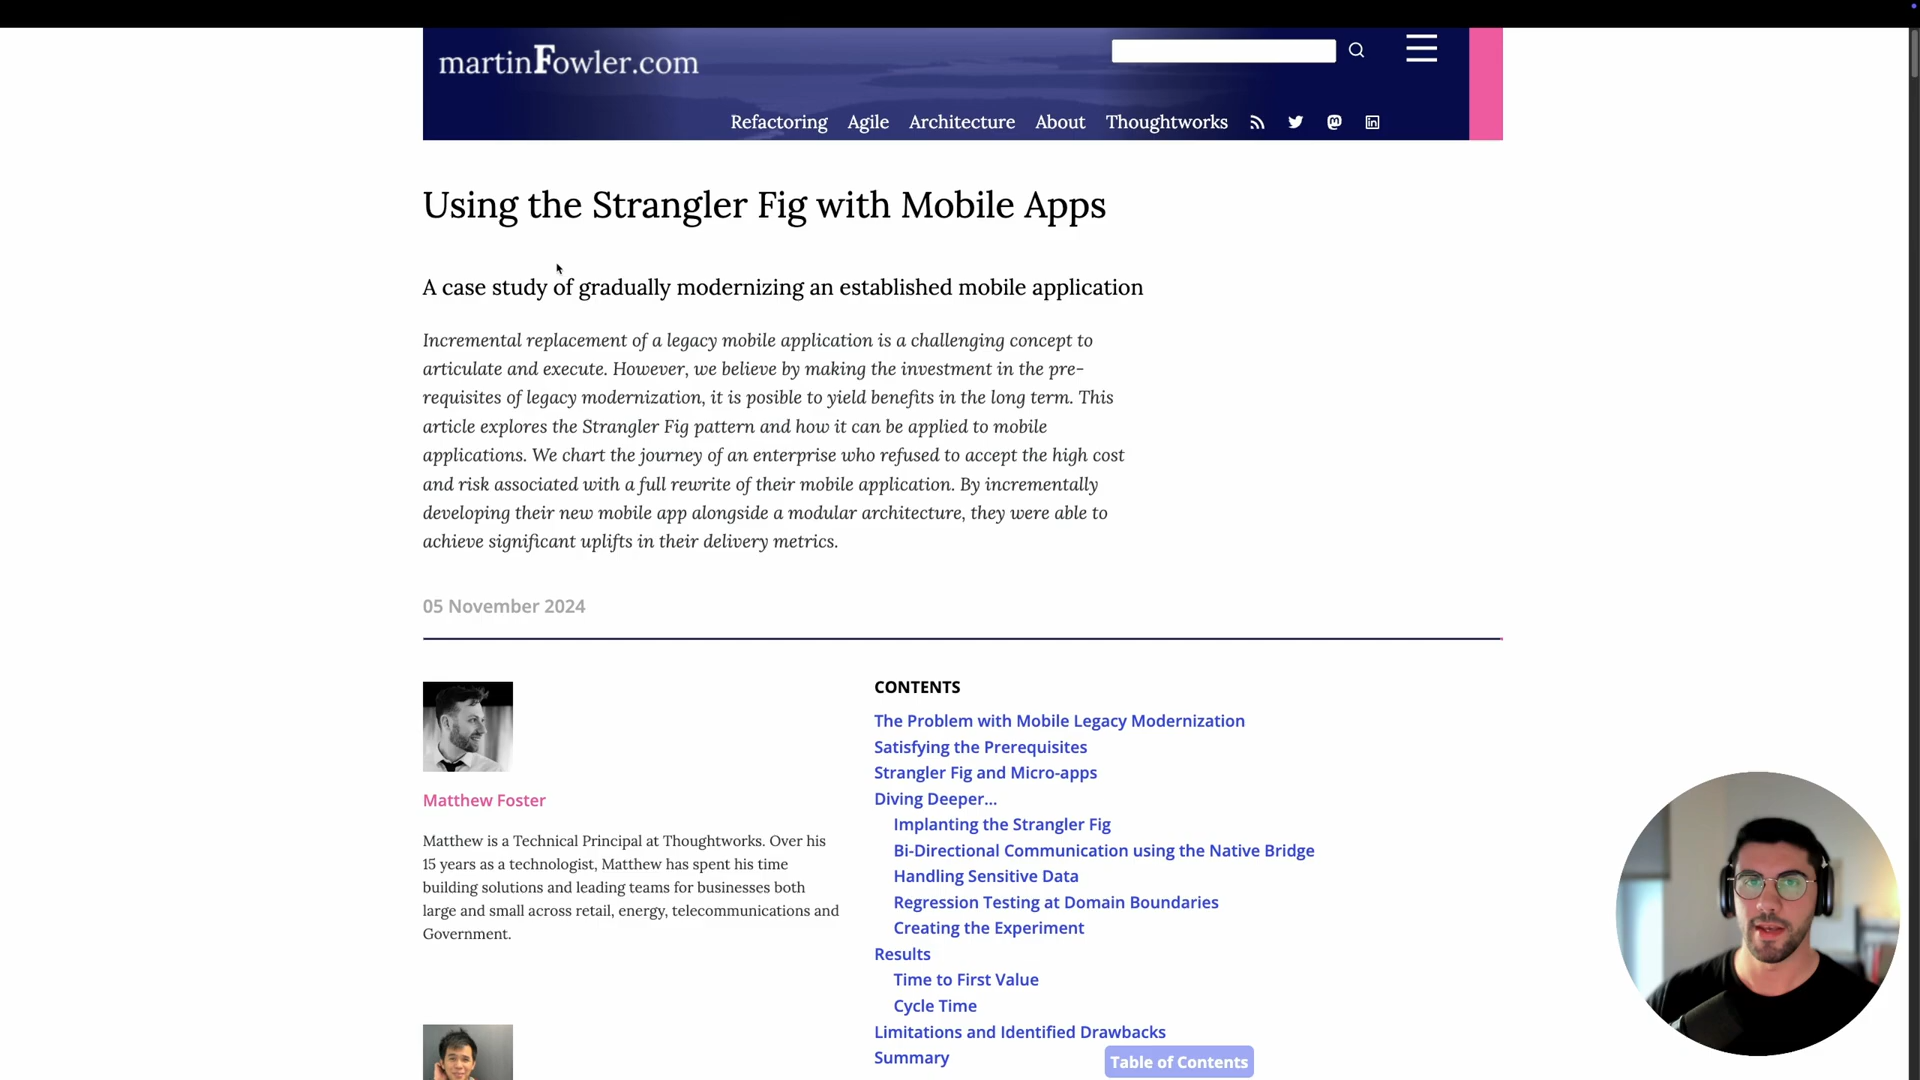 martinFowler.com
Refactoring Agile Architecture About Thoughtworks
Using the Strangler Fig with Mobile Apps
A case study of gradually modernizing an established mobile application
Incremental replacement of a legacy mobile application is a challenging concept to
articulate and execute. However, we believe by making the investment in the pre-
requisites of legacy modernization, it is posible to yield benefits in the long term. This
article explores the Strangler Fig pattern and how it can be applied to mobile
applications. We chart the journey of an enterprise who refused to accept the high cost
and risk associated with a full rewrite of their mobile application. By incrementally
developing their new mobile app alongside a modular architecture, they were able to
achieve significant uplifts in their delivery metrics.
05 November 2024
Matthew Foster
Matthew is a Technical Principal at Thoughtworks. Over his
15 years as a technologist, Matthew has spent his time
building solutions and leading teams for businesses both
large and small across retail, energy, telecommunications and
Government.
CONTENTS
The Problem with Mobile Legacy Modernization
Satisfying the Prerequisites
Strangler Fig and Micro-apps
Diving Deeper…
Implanting the Strangler Fig
Bi-Directional Communication using the Native Bridge
Handling Sensitive Data
Regression Testing at Domain Boundaries
Creating the Experiment
Results
Time to First Value
Cycle Time
Limitations and Identified Drawbacks
Summary
Table of Contents